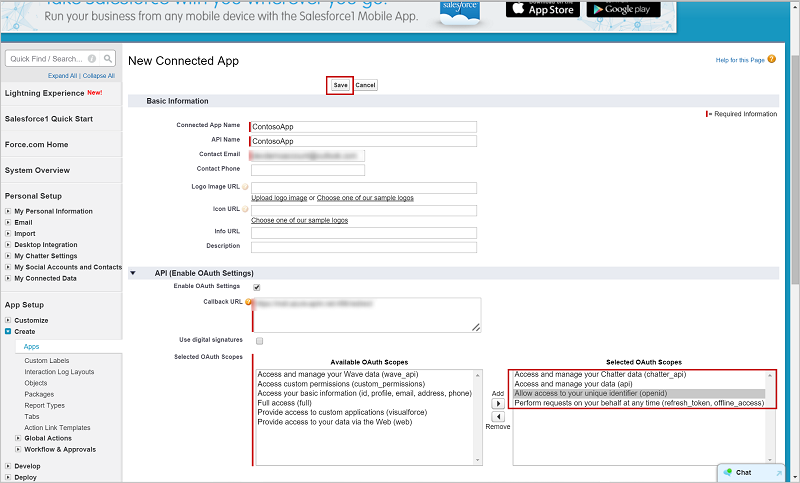 Take Salesforce with you wherever you go!
Run your business from any mobile device with the Salesforce1 Mobile App.
salesforce
App Store
Google play
Quick Find / Search...
Expand All | Collapse All
Lightning Experience New!
Salesforce1 Quick Start
Force.com Home
System Overview
Personal Setup
My Personal Information
Email
Import
Desktop Integration
My Chatter Settings
My Social Accounts and Contacts
My Connected Data
App Setup
Customize
Create
Apps
Custom Labels
Interaction Log Layouts
Objects
Packages
Report Types
Tabs
Action Link Templates
Global Actions
Workflow & Approvals
Develop
Deploy
New Connected App
Help for this Page
Save Cancel
Basic Information
= Required Information
Connected App Name ContosoApp
API Name ContosoApp
Contact Email
Contact Phone
Logo Image URL
Upload logo image or Choose one of our sample logos
Icon URL
Choose one of our sample logos
Info URL
Description
API (Enable OAuth Settings)
Enable OAuth Settings
Callback URL
Use digital signatures
Selected OAuth Scopes
Available OAuth Scopes
Access and manage your Wave data (wave_api)
Access custom permissions (custom_permissions)
Access your basic information (id, profile, email, address, phone)
Full access (full)
Provide access to custom applications (visualforce)
Provide access to your data via the Web (web)
Add
Remove
Selected OAuth Scopes
Access and manage your Chatter data (chatter_api)
Access and manage your data (api)
Allow access to your unique identifier (openid)
Perform requests on your behalf at any time (refresh_token, offline_access)
Chat